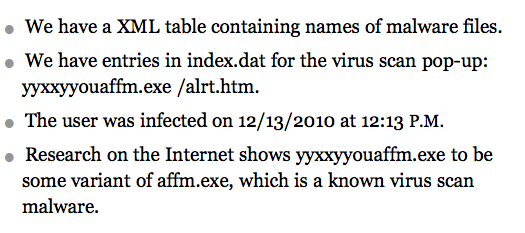 • We have a XML table containing names of malware files.
• We have entries in index.dat for the virus scan pop-up:
yyxxyyouaffm.exe /alrt.htm.
• The user was infected on 12/13/2010 at 12:13 P.M.
• Research on the Internet shows yyxxyyouaffm.exe to be
some variant of affm.exe, which is a known virus scan
malware.